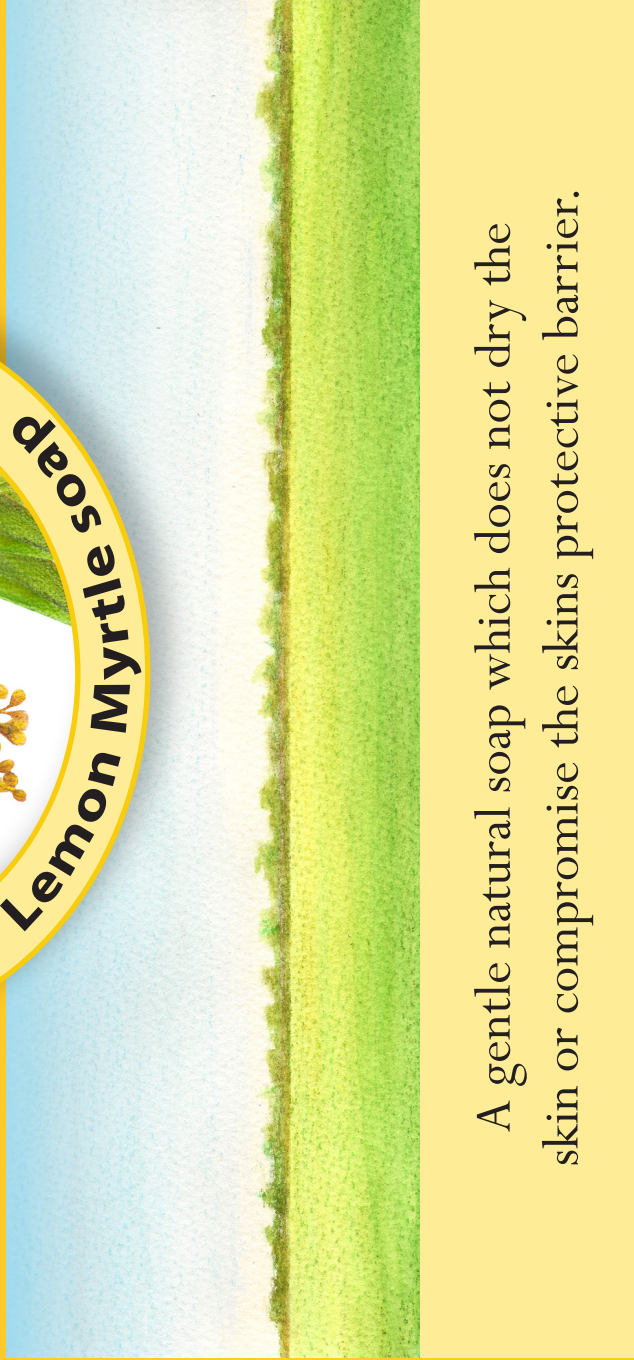 Lemon Myrtle soap
A gentle natural soap which does not dry the
skin or compromise the skins protective barrier.